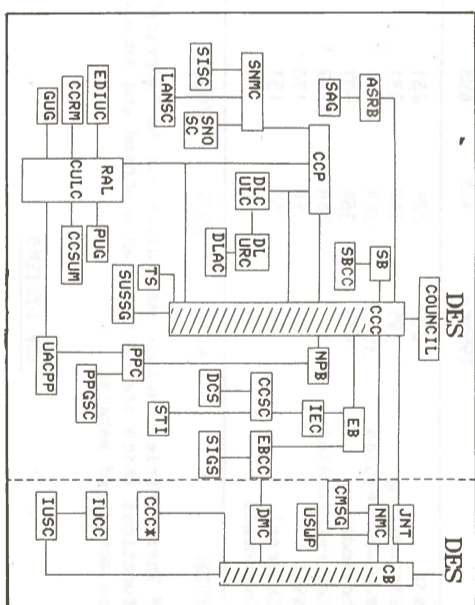 DES
DES
COUNCIL
CCC
CB
ASRB
SAG
SB
SBCC
JNT
NMC
CMSG
USWP
EB
IEC
EBCC
SIGS
CCSC
DCS
STI
DMC
CCC*
CCP
NPB
SNMC
SISC
LANSC
SNO
SC
DLC
ULC
DL
URC
DLAC
TS
SUSSG
PPC
PPGSC
UACPP
RAL
CULC
EDIUC
CCRM
GUG
PUG
CCSUM
IUCC
IUSC